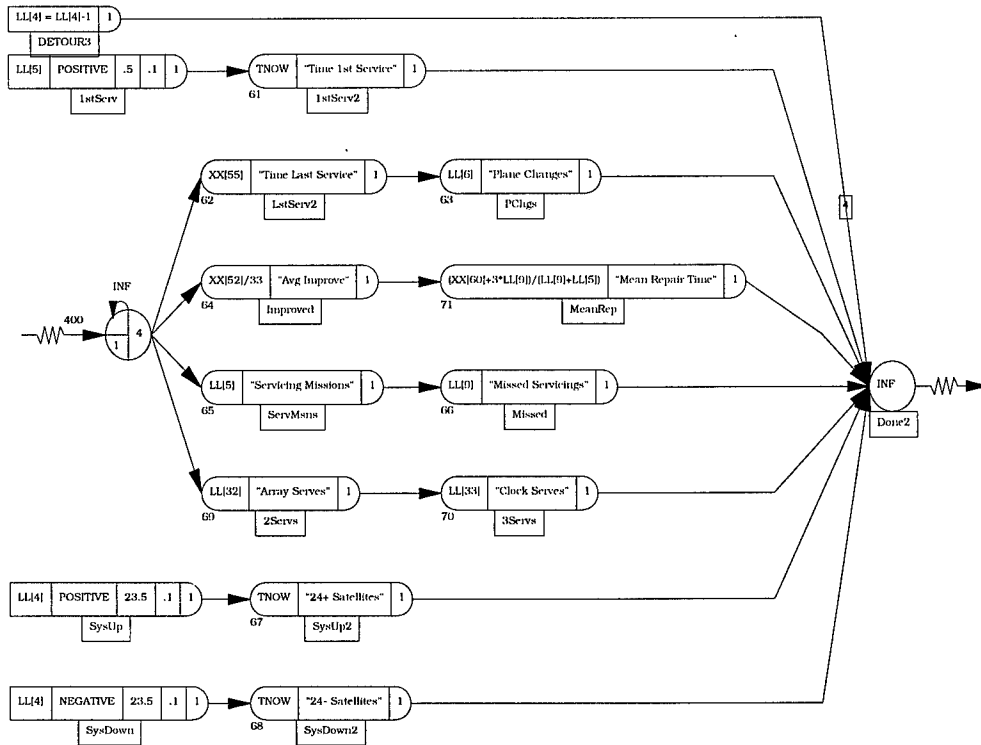 LL[4] = LL[4]-1 1
DETOUR3
LL[5] POSITIVE .5 .1 1
1stServ
TNOW "Time 1st Service" 1
61
1stServ2
XX[55] "Time Last Service" 1
62
LstServ2
LL[6] "Plane Changes" 1
63
PChgs
4
XX[52]/33 "Avg Improve" 1
64
Improved
(XX[60]+3*LL[9])/(LL[9]+LL[5]) "Mean Repair Time" 1
71
MeanRep
INF
400
4
1
LL[5] "Servicing Missions" 1
65
ServMsns
LL[9] "Missed Servicings" 1
66
Missed
INF
Done2
LL[32] "Array Serves" 1
69
2Servs
LL[33] "Clock Serves" 1
70
3Servs
LL[4] POSITIVE 23.5 .1 1
SysUp
TNOW "24+ Satellites" 1
67
SysUp2
LL[4] NEGATIVE 23.5 .1 1
SysDown
TNOW "24- Satellites" 1
68
SysDown2